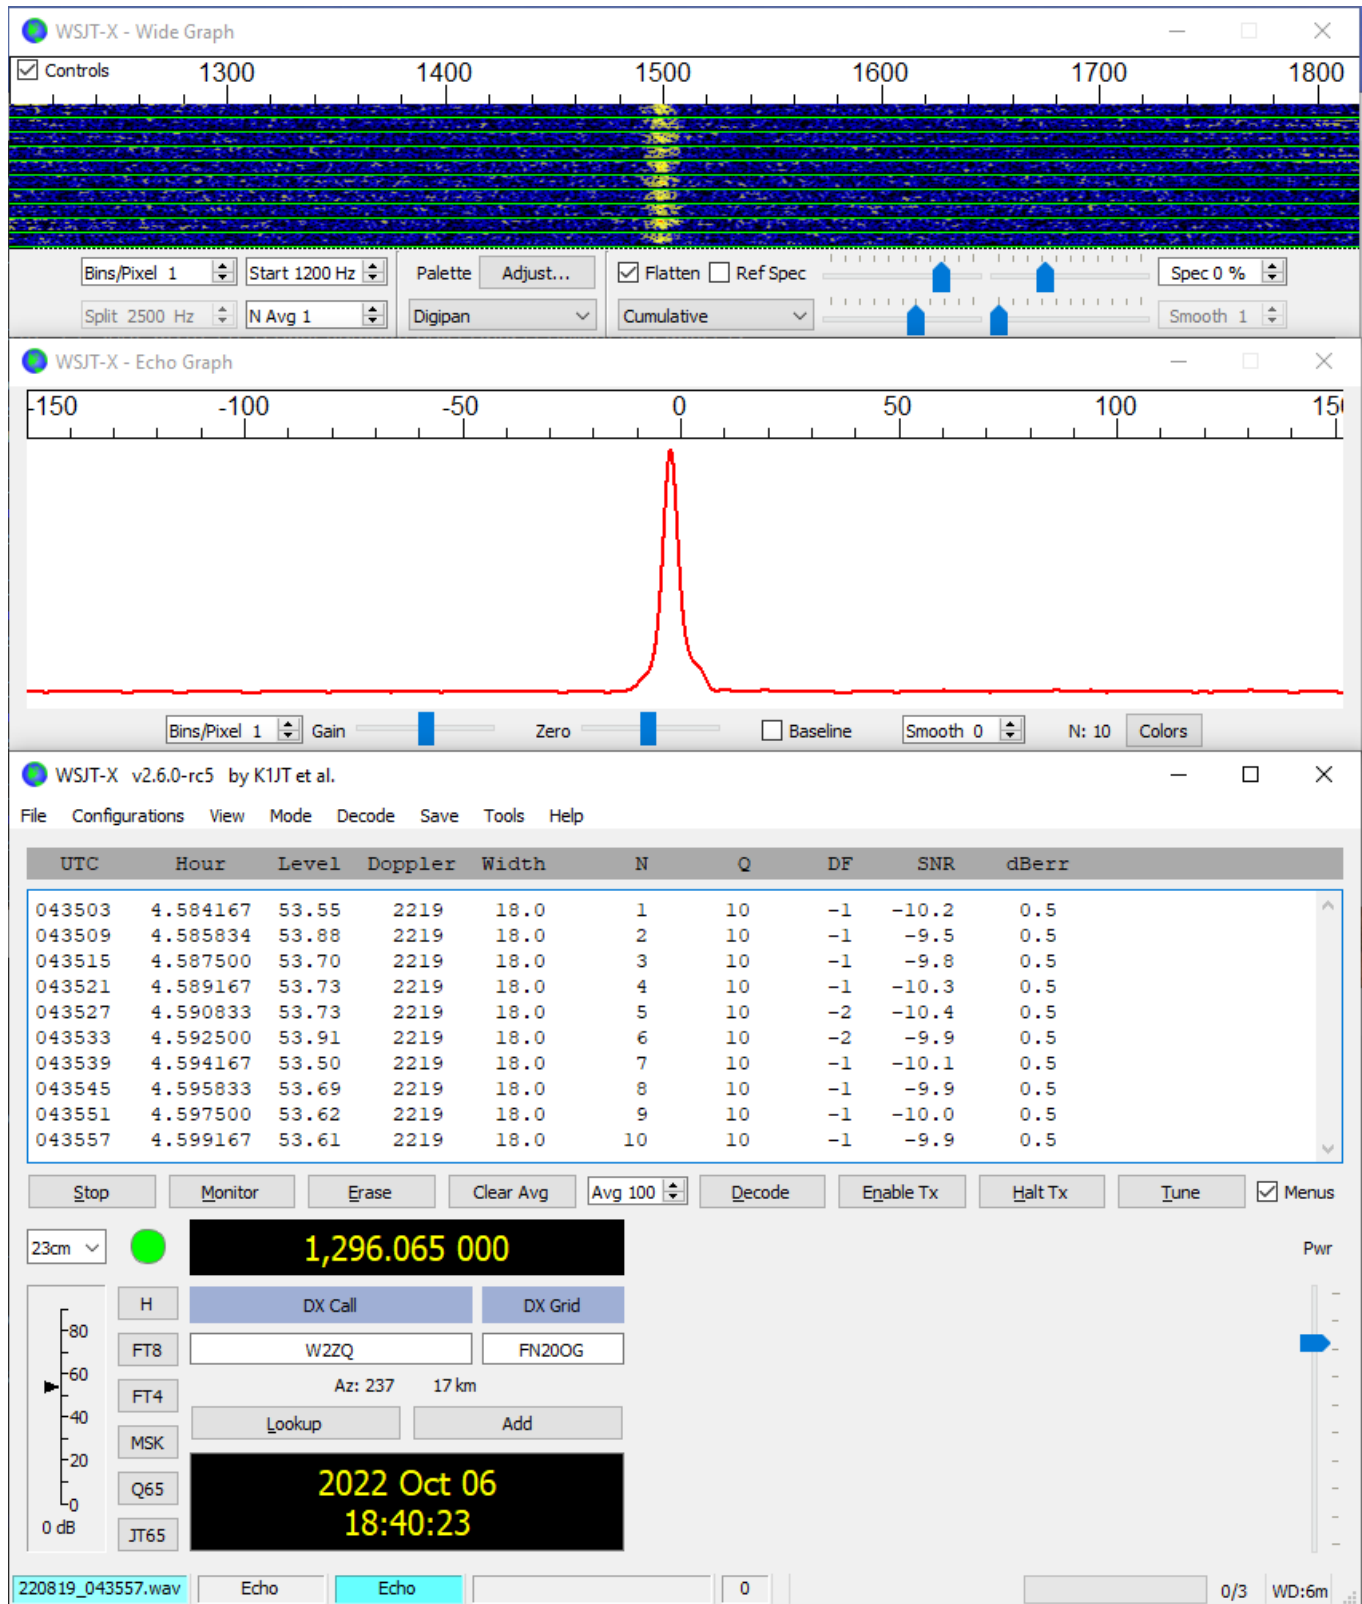 WSJT-X - Wide Graph
Controls 1300 1400 1500 1600 1700 1800
Bins/Pixel 1 Start 1200 Hz Palette Adjust... Flatten Ref Spec Spec 0 %
Split 2500 Hz N Avg 1 Digipan Cumulative Smooth 1
WSJT-X - Echo Graph
-150 -100 -50 0 50 100 150
Bins/Pixel 1 Gain Zero Baseline Smooth 0 N: 10 Colors
WSJT-X v2.6.0-rc5 by K1JT et al.
File Configurations View Mode Decode Save Tools Help
UTC Hour Level Doppler Width N Q DF SNR dBerr
043503 4.584167 53.55 2219 18.0 1 10 -1 -10.2 0.5
043509 4.585834 53.88 2219 18.0 2 10 -1 -9.5 0.5
043515 4.587500 53.70 2219 18.0 3 10 -1 -9.8 0.5
043521 4.589167 53.73 2219 18.0 4 10 -1 -10.3 0.5
043527 4.590833 53.73 2219 18.0 5 10 -2 -10.4 0.5
043533 4.592500 53.91 2219 18.0 6 10 -2 -9.9 0.5
043539 4.594167 53.50 2219 18.0 7 10 -1 -10.1 0.5
043545 4.595833 53.69 2219 18.0 8 10 -1 -9.9 0.5
043551 4.597500 53.62 2219 18.0 9 10 -1 -10.0 0.5
043557 4.599167 53.61 2219 18.0 10 10 -1 -9.9 0.5
Stop Monitor Erase Clear Avg Avg 100 Decode Enable Tx Halt Tx Tune Menus
23cm 1,296.065 000 Pwr
H DX Call DX Grid
-80
FT8 W2ZQ FN20OG
-60
Az: 237 17 km
FT4
-40
Lookup Add
MSK
-20
2022 Oct 06
Q65
-0
18:40:23
0 dB
JT65
220819_043557.wav Echo Echo 0 0/3 WD:6m